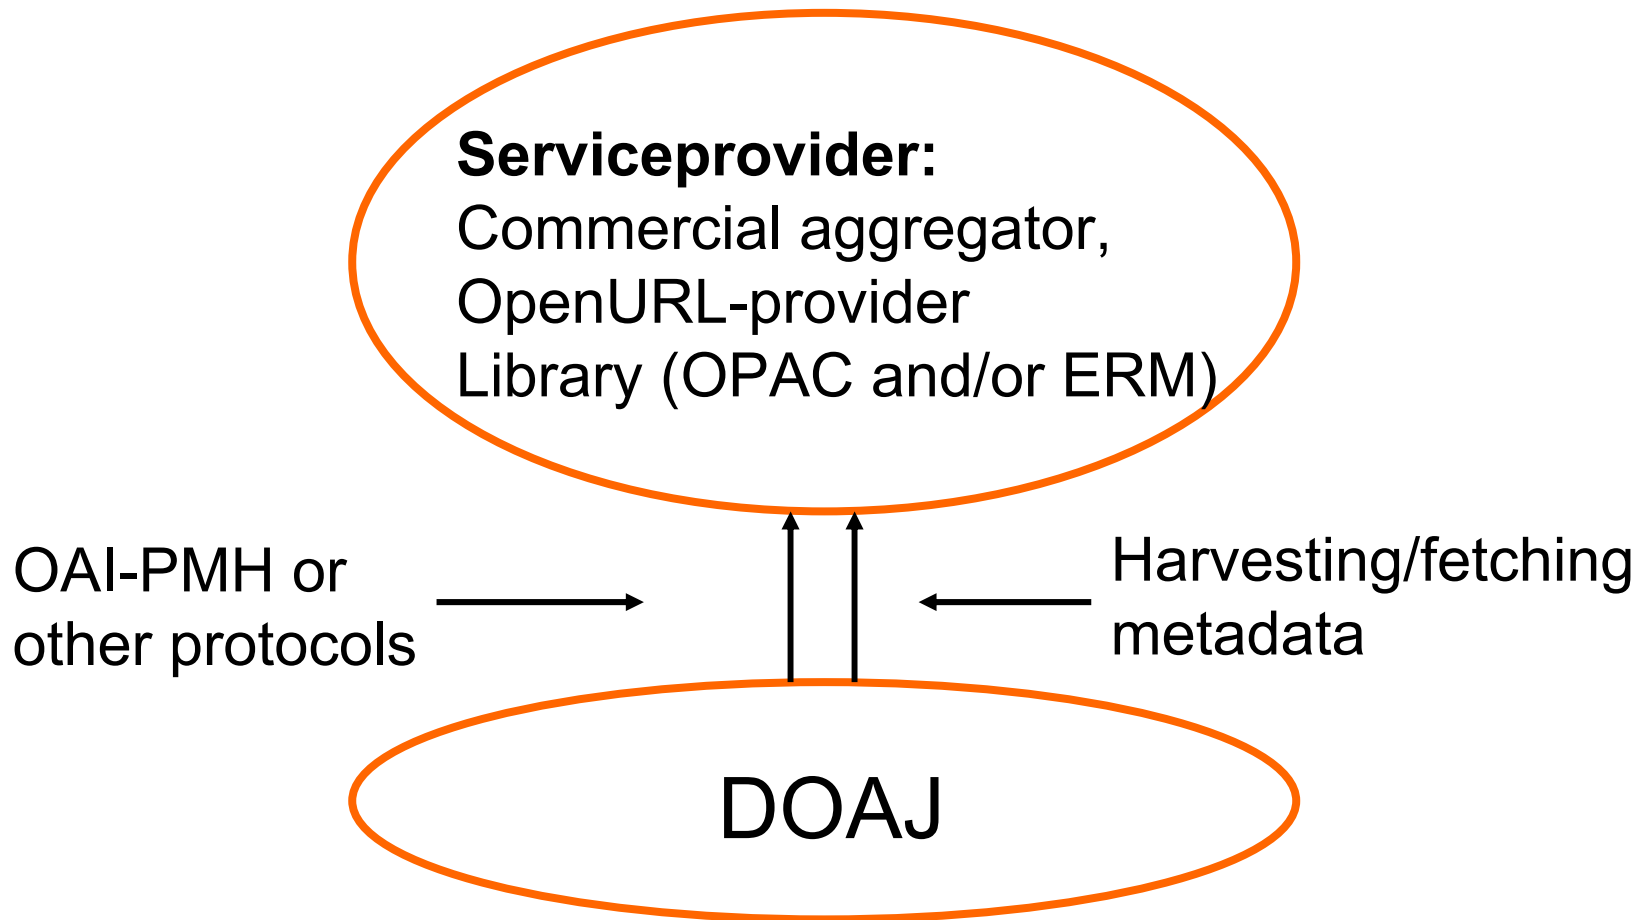 Serviceprovider:
Commercial aggregator,
OpenURL-provider
Library (OPAC and/or ERM)
OAI-PMH or
other protocols
Harvesting/fetching
metadata
DOAJ